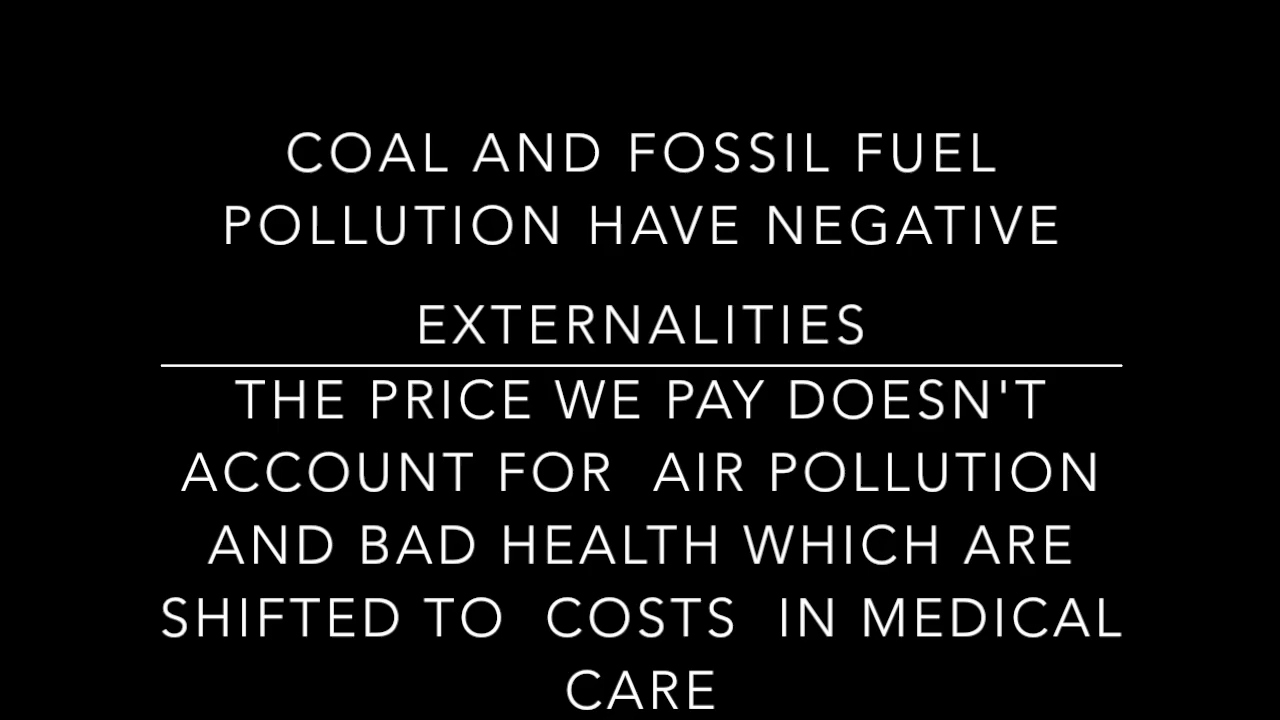 COAL AND FOSSIL FUEL
POLLUTION HAVE NEGATIVE
EXTERNALITIES
THE PRICE WE PAY DOESN'T
ACCOUNT FOR AIR POLLUTION
AND BAD HEALTH WHICH ARE
SHIFTED TO COSTS IN MEDICAL
CARE